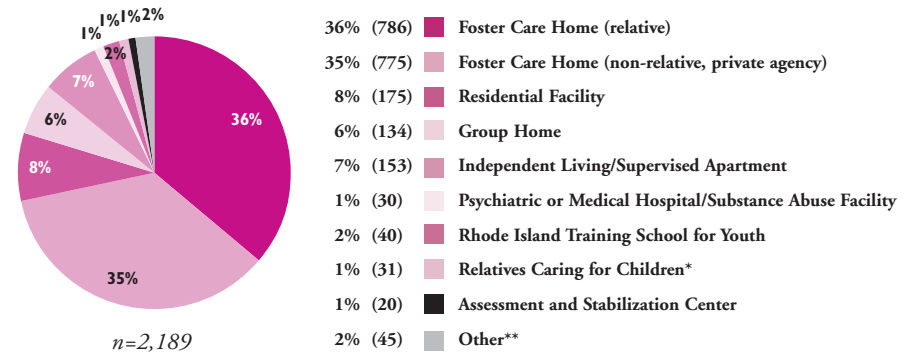 1% 1% 1% 2%
2%
7%
6%
8%
36%
35%
n=2,189
36% (786) Foster Care Home (relative)
35% (775) Foster Care Home (non-relative, private agency)
8% (175) Residential Facility
6% (134) Group Home
7% (153) Independent Living/Supervised Apartment
1% (30) Psychiatric or Medical Hospital/Substance Abuse Facility
2% (40) Rhode Island Training School for Youth
1% (31) Relatives Caring for Children*
1% (20) Assessment and Stabilization Center
2% (45) Other**